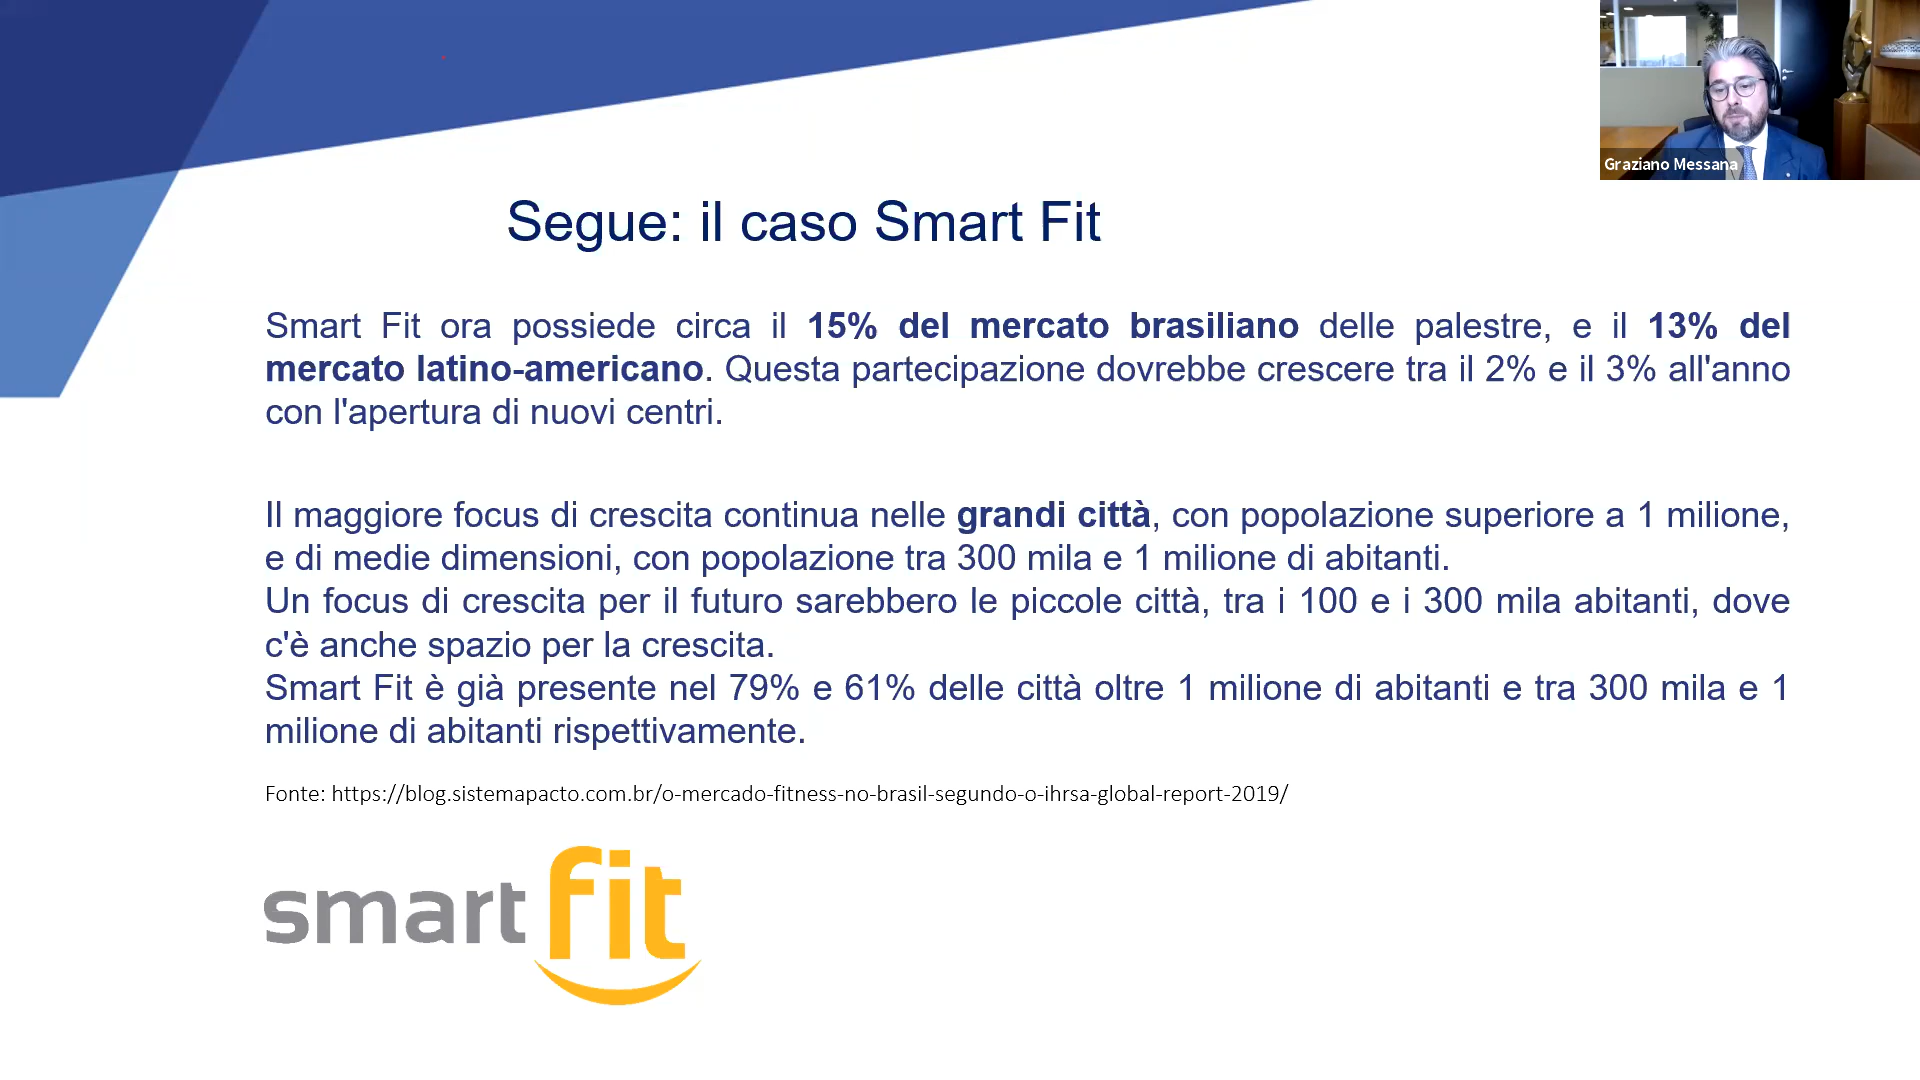 Graziano Messana
Segue: il caso Smart Fit
Smart Fit ora possiede circa il 15% del mercato brasiliano delle palestre, e il 13% del
mercato latino-americano. Questa partecipazione dovrebbe crescere tra il 2% e il 3% all'anno
con l'apertura di nuovi centri.
Il maggiore focus di crescita continua nelle grandi città, con popolazione superiore a 1 milione,
e di medie dimensioni, con popolazione tra 300 mila e 1 milione di abitanti.
Un focus di crescita per il futuro sarebbero le piccole città, tra i 100 e i 300 mila abitanti, dove
c'è anche spazio per la crescita.
Smart Fit è già presente nel 79% e 61% delle città oltre 1 milione di abitanti e tra 300 mila e 1
milione di abitanti rispettivamente.
Fonte: https://blog.sistemapacto.com.br/o-mercado-fitness-no-brasil-segundo-o-ihrsa-global-report-2019/
smart fit